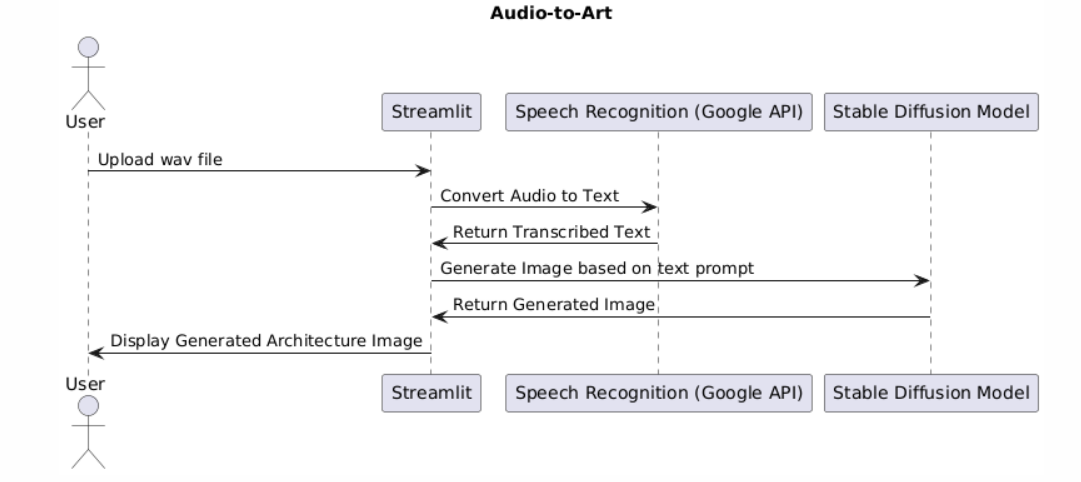 Audio-to-Art
User
Streamlit
Speech Recognition (Google API)
Stable Diffusion Model
Upload wav file
Convert Audio to Text
Return Transcribed Text
Generate Image based on text prompt
Return Generated Image
Display Generated Architecture Image
User
Streamlit
Speech Recognition (Google API)
Stable Diffusion Model